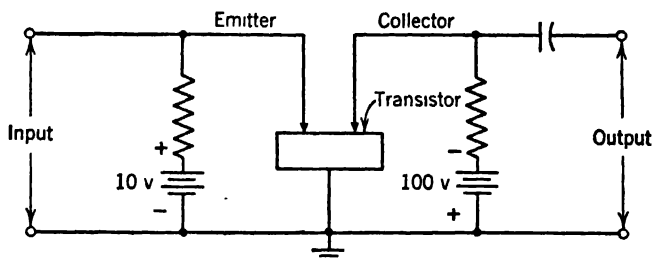 Emitter
Collector
Transistor
Input
+
10 v
−
−
100 v
+
Output